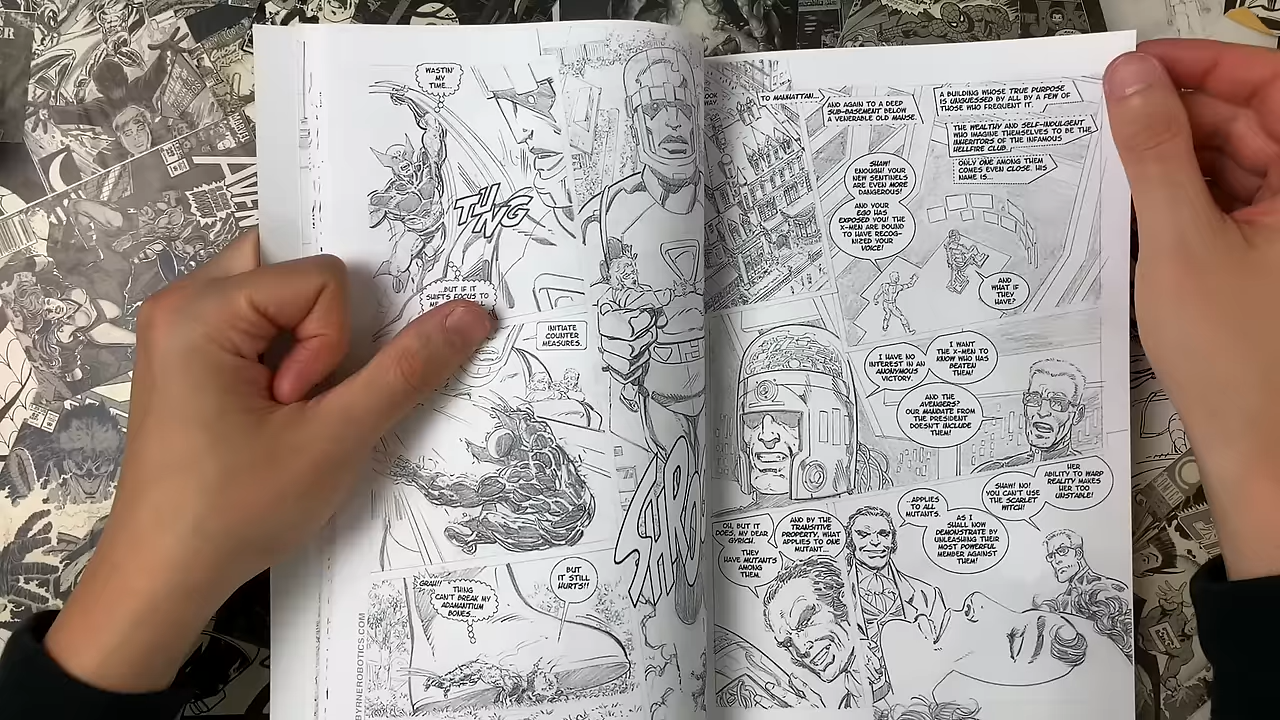 WASTIN'
MY
TIME...
THNG
...BUT IF IT
SHIFTS FOCUS TO
INITIATE
COUNTER
MEASURES.
GRAH!
THING
CAN'T BREAK MY
ADAMANTIUM
BONES...
BUT
IT STILL
HURTS!!
BYRNEROBOTICS.COM
TO MANHATTAN...
AND AGAIN TO A DEEP
SUB-BASEMENT BELOW
A VENERABLE OLD MANSE.
A BUILDING WHOSE TRUE PURPOSE
IS UNGUESSED BY ALL BY A FEW OF
THOSE WHO FREQUENT IT.
THE WEALTHY AND SELF-INDULGENT
WHO IMAGINE THEMSELVES TO BE THE
INHERITORS OF THE INFAMOUS
HELLFIRE CLUB.
ONLY ONE AMONG THEM
COMES EVEN CLOSE. HIS
NAME IS...
SHAW!
ENOUGH! YOUR
NEW SENTINELS
ARE EVEN MORE
DANGEROUS!
AND YOUR
EGO HAS
EXPOSED YOU! THE
X-MEN ARE BOUND
TO HAVE RECOG-
NIZED YOUR
VOICE!
AND
WHAT IF
THEY
HAVE?
I HAVE NO
INTEREST IN AN
ANONYMOUS
VICTORY.
I WANT
THE X-MEN TO
KNOW WHO HAS
BEATEN
THEM!
AND THE
AVENGERS?
OUR MANDATE FROM
THE PRESIDENT
DOESN'T INCLUDE
THEM!
OH, BUT IT
DOES, MY DEAR
GYRICH.
THEY
HAVE MUTANTS
AMONG
THEM.
AND BY THE
TRANSITIVE
PROPERTY, WHAT
APPLIES TO ONE
MUTANT...
...APPLIES
TO ALL
MUTANTS.
AS I
SHALL NOW
DEMONSTRATE BY
UNLEASHING THEIR
MOST POWERFUL
MEMBER AGAINST
THEM!
SHAW! NO!
YOU CAN'T USE
THE SCARLET
WITCH!
HER
ABILITY TO WARP
REALITY MAKES
HER TOO
UNSTABLE!